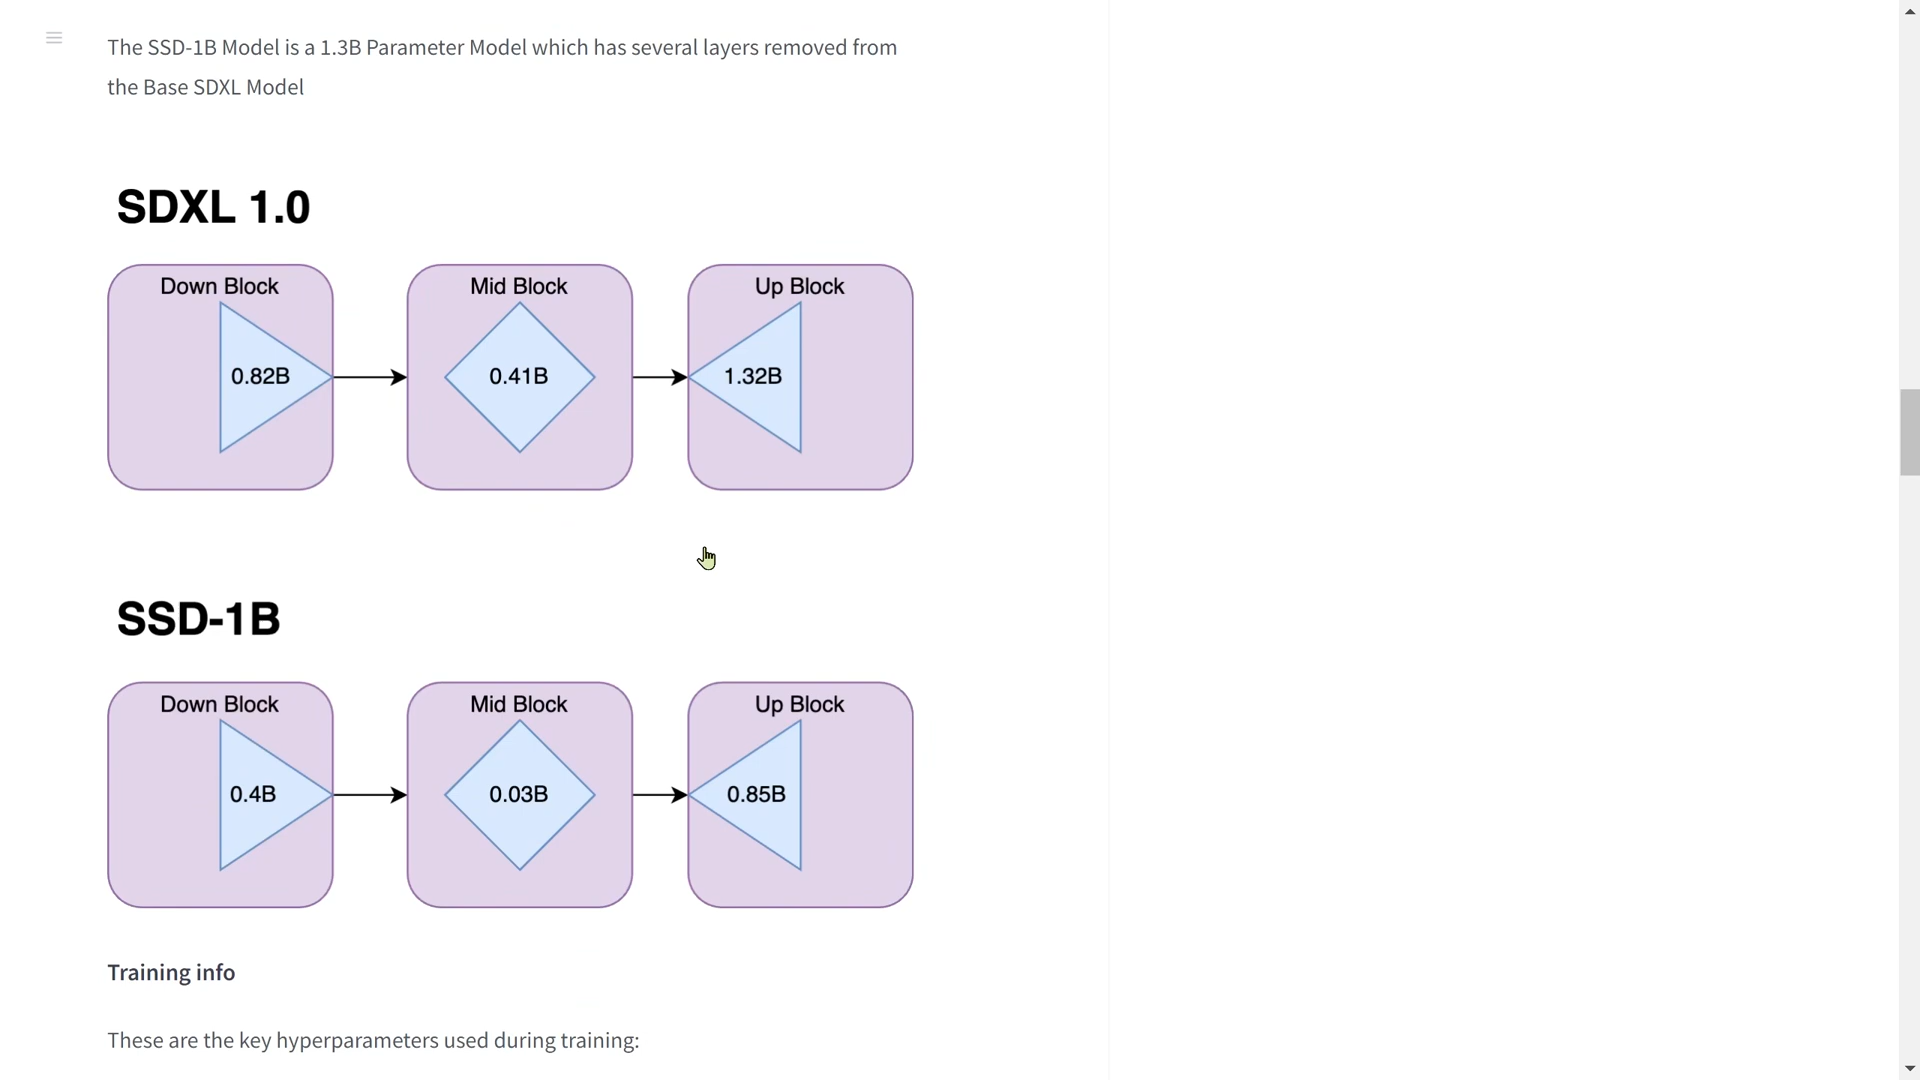 The SSD-1B Model is a 1.3B Parameter Model which has several layers removed from
the Base SDXL Model
SDXL 1.0
Down Block
Mid Block
Up Block
0.82B
0.41B
1.32B
SSD-1B
Down Block
Mid Block
Up Block
0.4B
0.03B
0.85B
Training info
These are the key hyperparameters used during training: